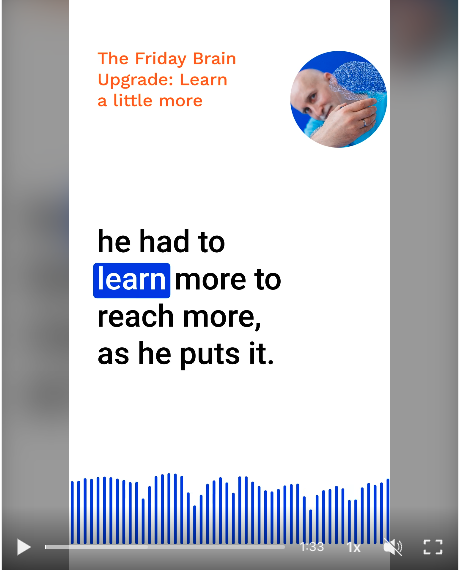 The Friday Brain
Upgrade: Learn
a little more
he had to
learn more to
reach more,
as he puts it.
1:33
1x